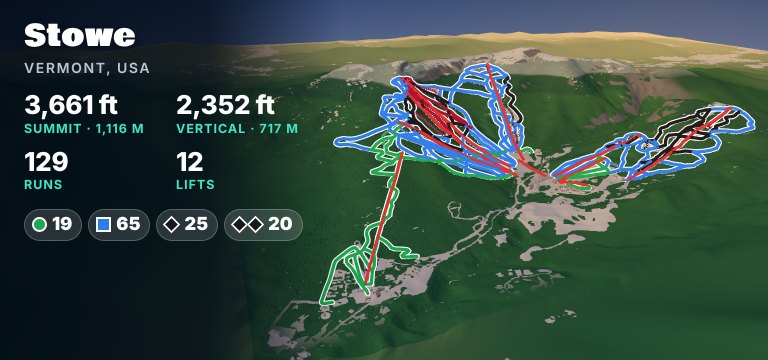 Stowe
VERMONT, USA
3,661 ft 2,352 ft
SUMMIT · 1,116 M VERTICAL · 717 M
129 12
RUNS LIFTS
19 65 25 20